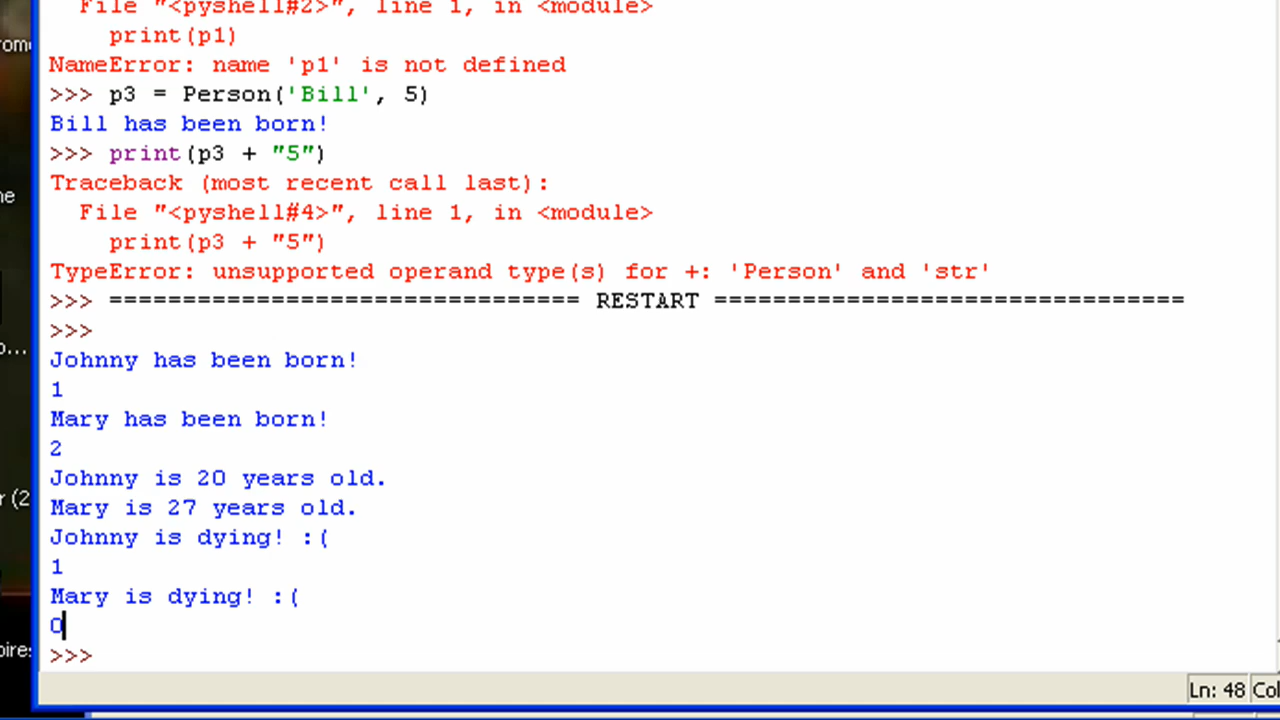 File "<pyshell#2>", line 1, in <module>
print(p1)
NameError: name 'p1' is not defined
>>> p3 = Person('Bill', 5)
Bill has been born!
>>> print(p3 + "5")
Traceback (most recent call last):
File "<pyshell#4>", line 1, in <module>
print(p3 + "5")
TypeError: unsupported operand type(s) for +: 'Person' and 'str'
>>> ================================ RESTART ================================
>>>
Johnny has been born!
1
Mary has been born!
2
Johnny is 20 years old.
Mary is 27 years old.
Johnny is dying! :(
1
Mary is dying! :(
0
>>>
Ln: 48 Col